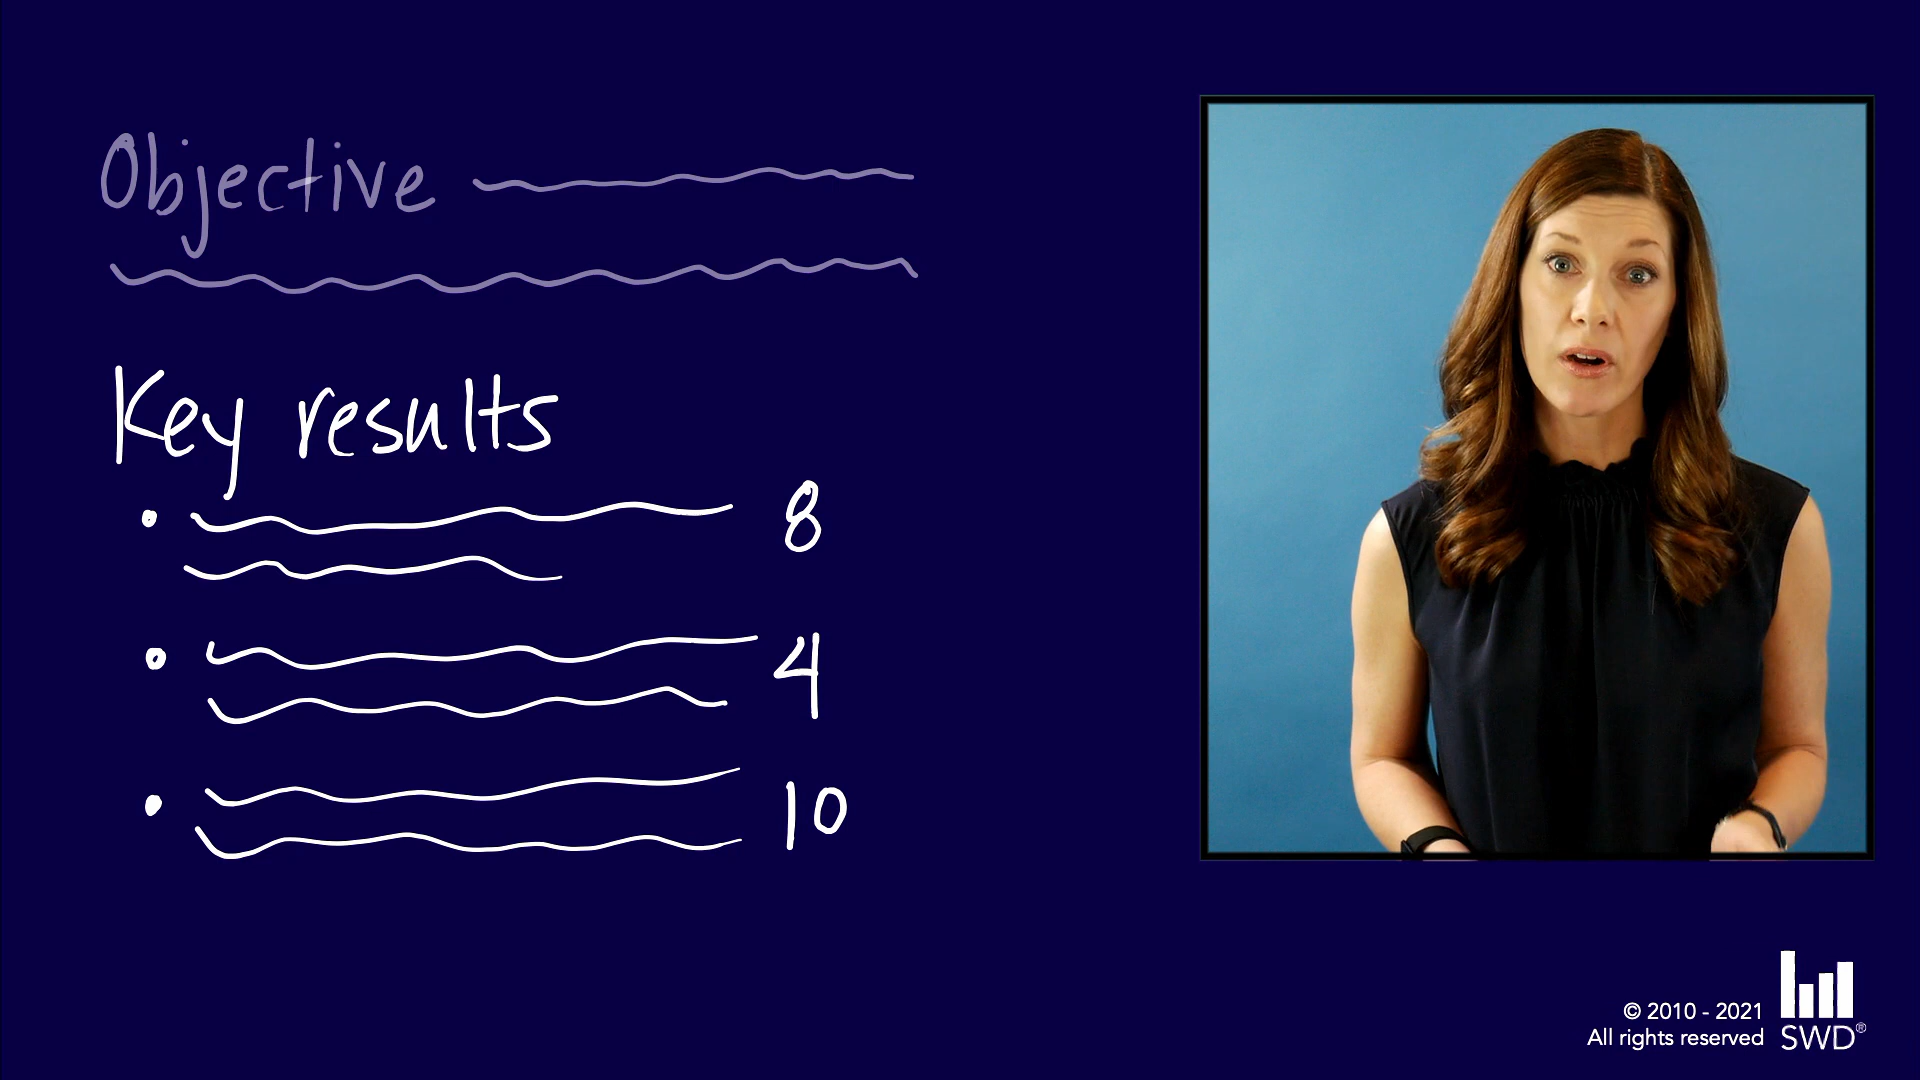 Objective
Key results
• 8
• 4
• 10
© 2010 - 2021
All rights reserved
SWD®